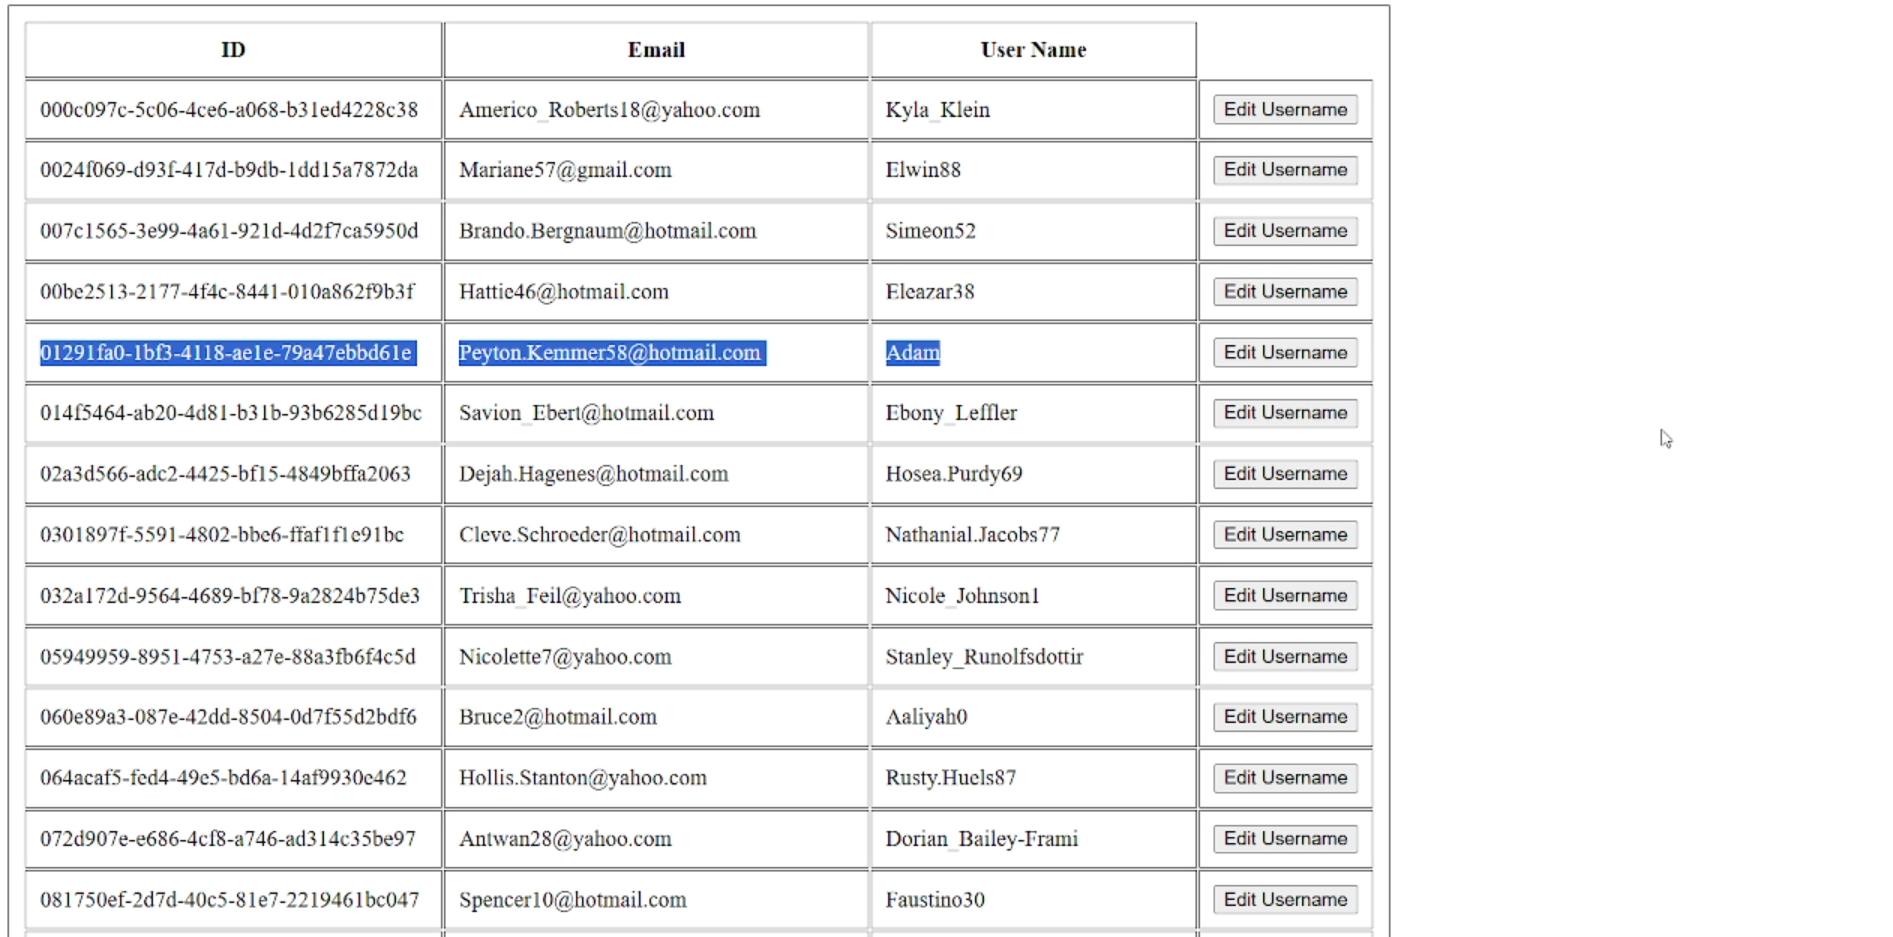 ID Email User Name
000c097c-5c06-4ce6-a068-b31ed4228c38 Americo_Roberts18@yahoo.com Kyla_Klein Edit Username
0024f069-d93f-417d-b9db-1dd15a7872da Mariane57@gmail.com Elwin88 Edit Username
007c1565-3e99-4a61-921d-4d2f7ca5950d Brando.Bergnaum@hotmail.com Simeon52 Edit Username
00be2513-2177-4f4c-8441-010a862f9b3f Hattie46@hotmail.com Eleazar38 Edit Username
01291fa0-1bf3-4118-ae1e-79a47ebbd61e Peyton.Kemmer58@hotmail.com Adam Edit Username
014f5464-ab20-4d81-b31b-93b6285d19bc Savion_Ebert@hotmail.com Ebony_Leffler Edit Username
02a3d566-adc2-4425-bf15-4849bffa2063 Dejah.Hagenes@hotmail.com Hosea.Purdy69 Edit Username
0301897f-5591-4802-bbe6-ffaf1f1e91bc Cleve.Schroeder@hotmail.com Nathanial.Jacobs77 Edit Username
032a172d-9564-4689-bf78-9a2824b75de3 Trisha_Feil@yahoo.com Nicole_Johnson1 Edit Username
05949959-8951-4753-a27e-88a3fb6f4c5d Nicolette7@yahoo.com Stanley_Runolfsdottir Edit Username
060e89a3-087e-42dd-8504-0d7f55d2bdf6 Bruce2@hotmail.com Aaliyah0 Edit Username
064acaf5-fed4-49e5-bd6a-14af9930e462 Hollis.Stanton@yahoo.com Rusty.Huels87 Edit Username
072d907e-e686-4cf8-a746-ad314c35be97 Antwan28@yahoo.com Dorian_Bailey-Frami Edit Username
081750ef-2d7d-40c5-81e7-2219461bc047 Spencer10@hotmail.com Faustino30 Edit Username